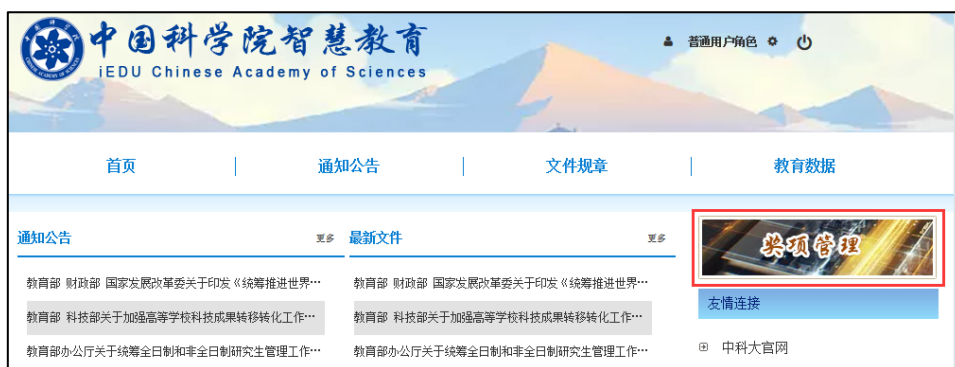 中国科学院智慧教育
iEDU Chinese Academy of Sciences
普通用户角色
首页
通知公告
文件规章
教育数据
通知公告 更多
教育部 财政部 国家发展改革委关于印发《统筹推进世界…
教育部 科技部关于加强高等学校科技成果转移转化工作…
教育部办公厅关于统筹全日制和非全日制研究生管理工作…
最新文件 更多
教育部 财政部 国家发展改革委关于印发《统筹推进世界…
教育部 科技部关于加强高等学校科技成果转移转化工作…
教育部办公厅关于统筹全日制和非全日制研究生管理工作…
奖项管理
友情连接
中科大官网